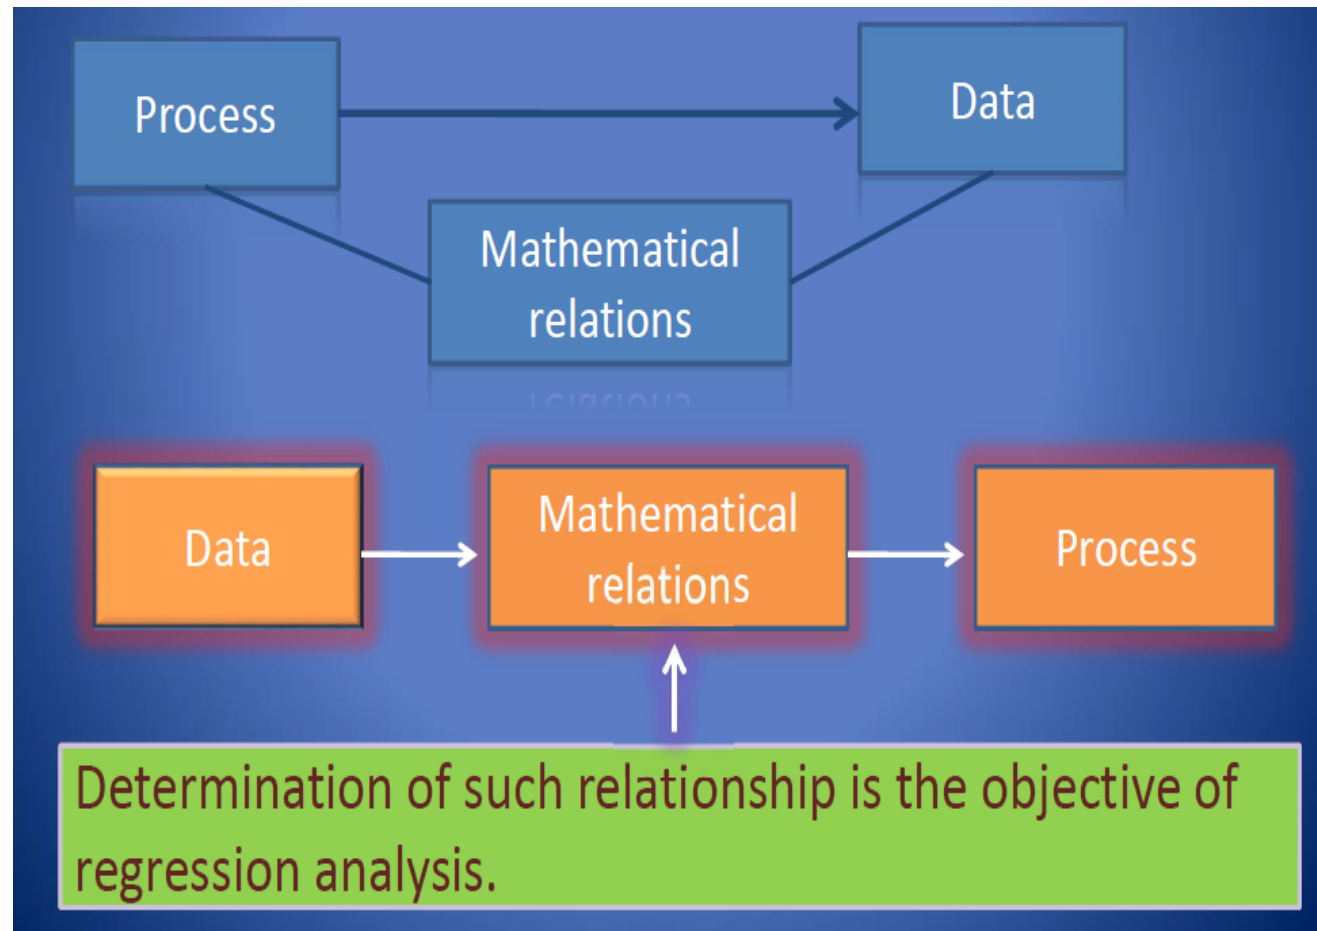 Process
Data
Mathematical
relations
Data
Mathematical
relations
Process
Determination of such relationship is the objective of
regression analysis.